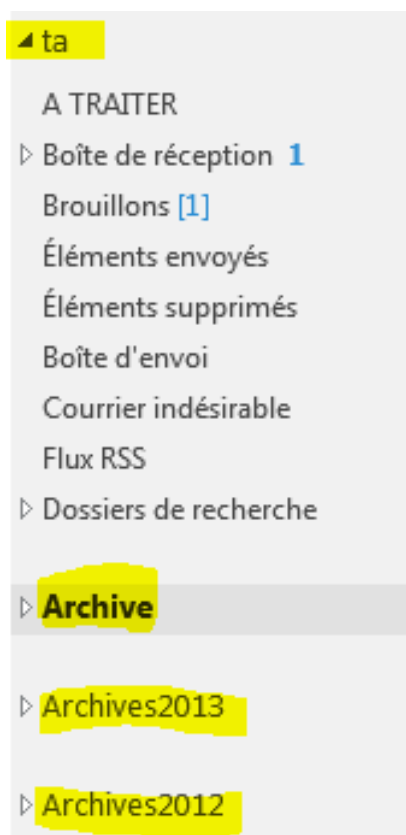 ta
A TRAITER
Boîte de réception 1
Brouillons [1]
Éléments envoyés
Éléments supprimés
Boîte d'envoi
Courrier indésirable
Flux RSS
Dossiers de recherche
Archive
Archives2013
Archives2012